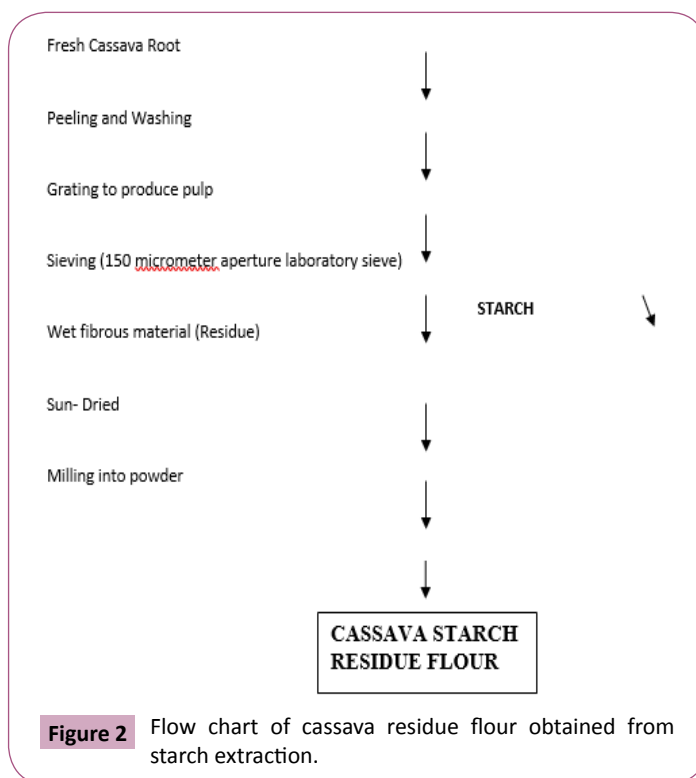 Fresh Cassava Root
Peeling and Washing
Grating to produce pulp
Sieving (150 micrometer aperture laboratory sieve)
STARCH
Wet fibrous material (Residue)
Sun- Dried
Milling into powder
CASSAVA STARCH
RESIDUE FLOUR
Figure 2 Flow chart of cassava residue flour obtained from
starch extraction.